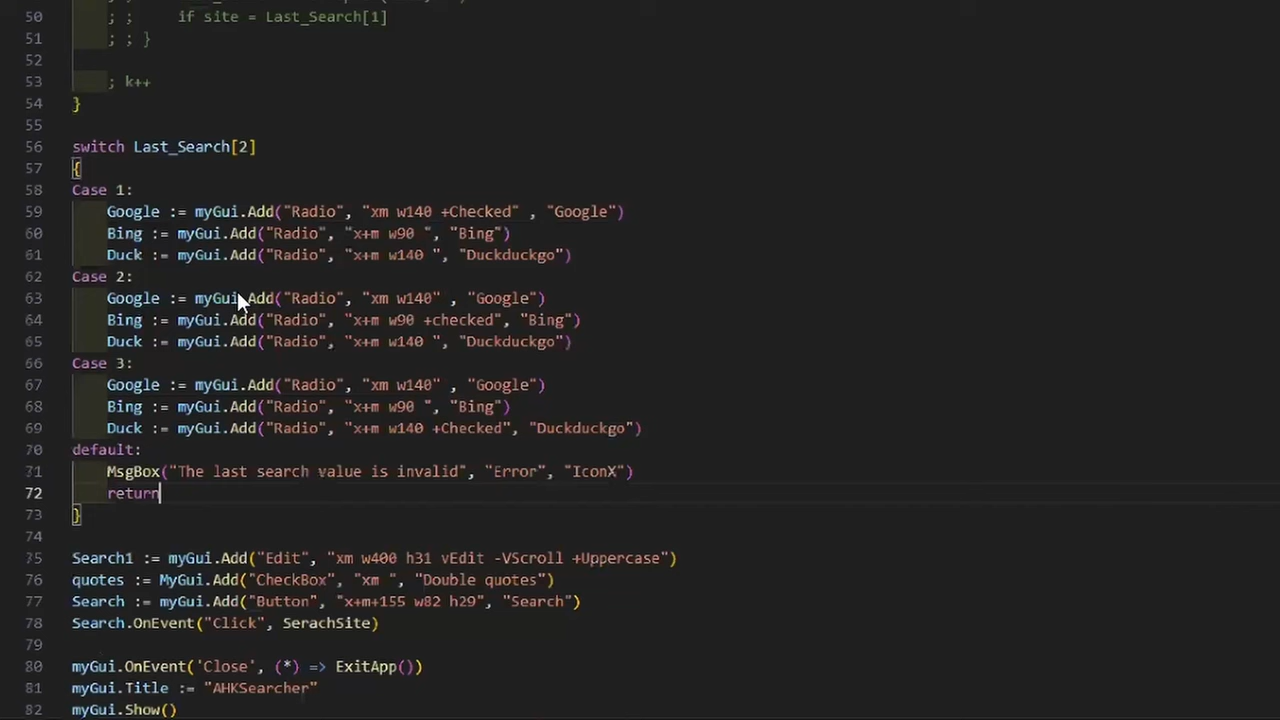 50 ; ; if site = Last_Search[1]
51 ; ; }
52
53 ; k++
54 }
55
56 switch Last_Search[2]
57 {
58 Case 1:
59 Google := myGui.Add("Radio", "xm w140 +Checked" , "Google")
60 Bing := myGui.Add("Radio", "x+m w90 ", "Bing")
61 Duck := myGui.Add("Radio", "x+m w140 ", "Duckduckgo")
62 Case 2:
63 Google := myGui.Add("Radio", "xm w140" , "Google")
64 Bing := myGui.Add("Radio", "x+m w90 +checked", "Bing")
65 Duck := myGui.Add("Radio", "x+m w140 ", "Duckduckgo")
66 Case 3:
67 Google := myGui.Add("Radio", "xm w140" , "Google")
68 Bing := myGui.Add("Radio", "x+m w90 ", "Bing")
69 Duck := myGui.Add("Radio", "x+m w140 +Checked", "Duckduckgo")
70 default:
71 MsgBox("The last search value is invalid", "Error", "IconX")
72 return
73 }
74
75 Search1 := myGui.Add("Edit", "xm w400 h31 vEdit -VScroll +Uppercase")
76 quotes := MyGui.Add("CheckBox", "xm ", "Double quotes")
77 Search := myGui.Add("Button", "x+m+155 w82 h29", "Search")
78 Search.OnEvent("Click", SerachSite)
79
80 myGui.OnEvent('Close', (*) => ExitApp())
81 myGui.Title := "AHKSearcher"
82 myGui.Show()